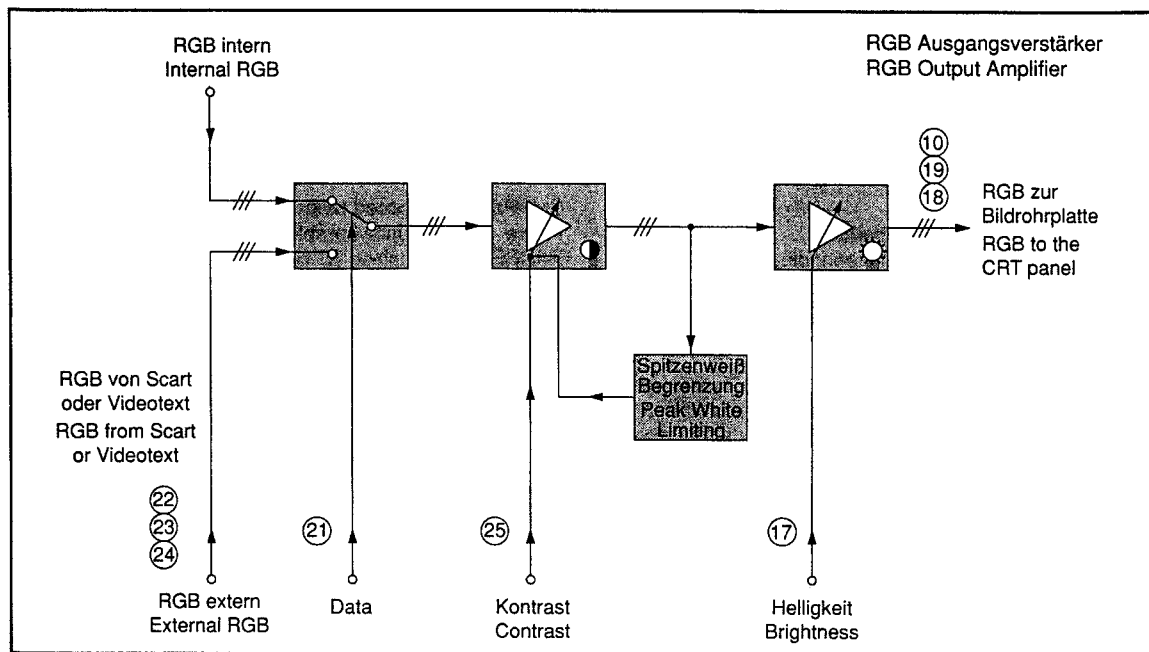 RGB intern
Internal RGB
RGB Ausgangsverstärker
RGB Output Amplifier
10
19
18
RGB zur
Bildrohrplatte
RGB to the
CRT panel
Spitzenweiß
Begrenzung
Peak White
Limiting
RGB von Scart
oder Videotext
RGB from Scart
or Videotext
22
23
24
21
25
17
RGB extern
External RGB
Data
Kontrast
Contrast
Helligkeit
Brightness